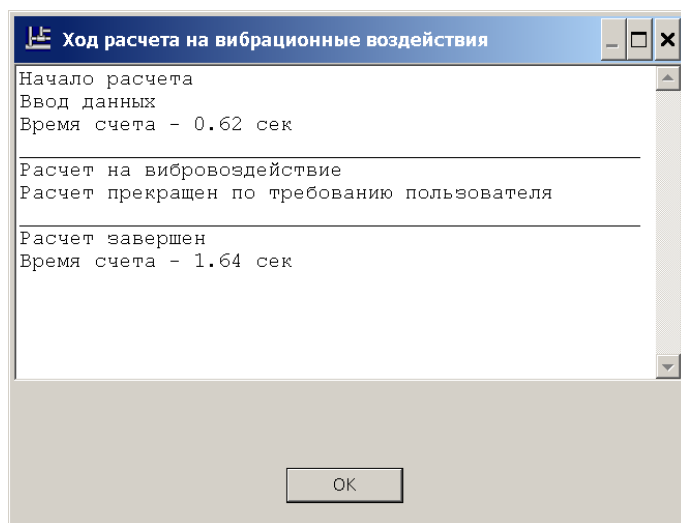 Ход расчета на вибрационные воздействия
Начало расчета
Ввод данных
Время счета - 0.62 сек
Расчет на вибровоздействие
Расчет прекращен по требованию пользователя
Расчет завершен
Время счета - 1.64 сек
OK